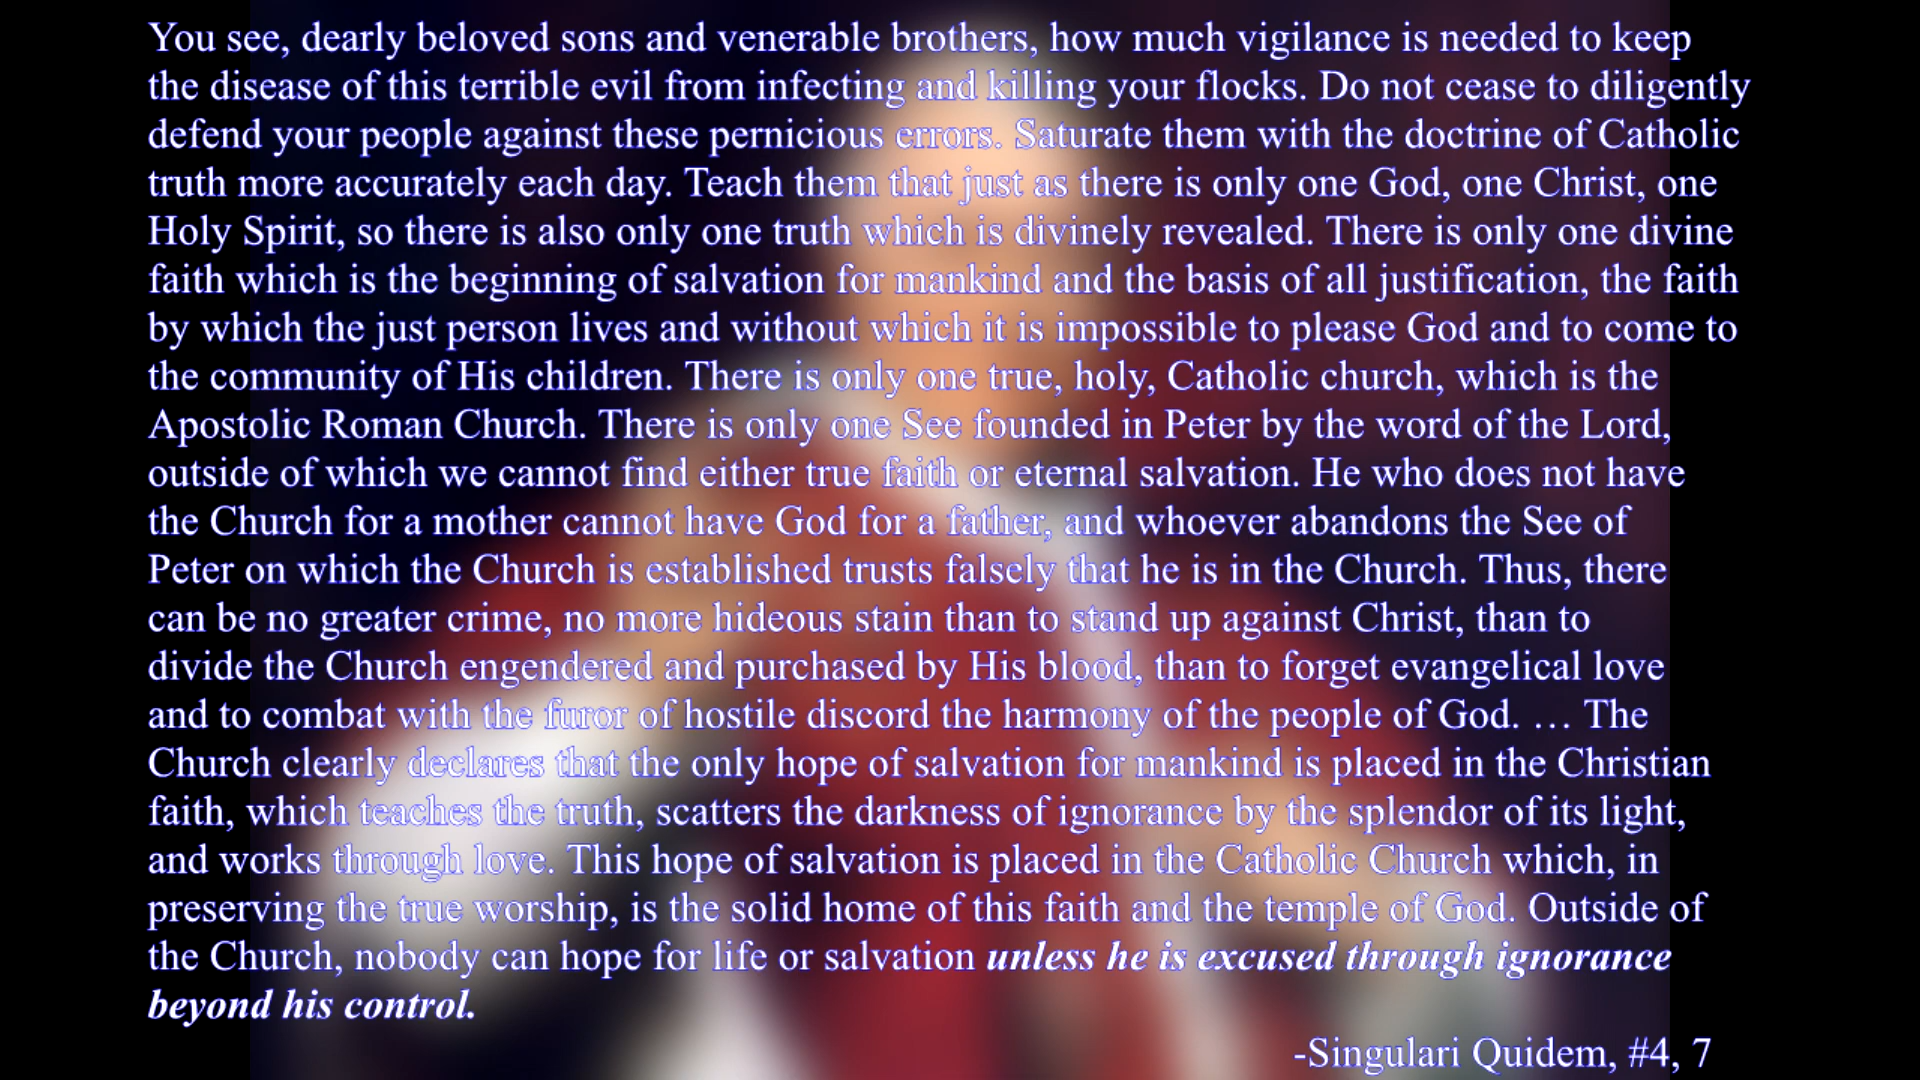 You see, dearly beloved sons and venerable brothers, how much vigilance is needed to keep
the disease of this terrible evil from infecting and killing your flocks. Do not cease to diligently
defend your people against these pernicious errors. Saturate them with the doctrine of Catholic
truth more accurately each day. Teach them that just as there is only one God, one Christ, one
Holy Spirit, so there is also only one truth which is divinely revealed. There is only one divine
faith which is the beginning of salvation for mankind and the basis of all justification, the faith
by which the just person lives and without which it is impossible to please God and to come to
the community of His children. There is only one true, holy, Catholic church, which is the
Apostolic Roman Church. There is only one See founded in Peter by the word of the Lord,
outside of which we cannot find either true faith or eternal salvation. He who does not have
the Church for a mother cannot have God for a father, and whoever abandons the See of
Peter on which the Church is established trusts falsely that he is in the Church. Thus, there
can be no greater crime, no more hideous stain than to stand up against Christ, than to
divide the Church engendered and purchased by His blood, than to forget evangelical love
and to combat with the furor of hostile discord the harmony of the people of God. … The
Church clearly declares that the only hope of salvation for mankind is placed in the Christian
faith, which teaches the truth, scatters the darkness of ignorance by the splendor of its light,
and works through love. This hope of salvation is placed in the Catholic Church which, in
preserving the true worship, is the solid home of this faith and the temple of God. Outside of
the Church, nobody can hope for life or salvation unless he is excused through ignorance
beyond his control.
-Singulari Quidem, #4, 7